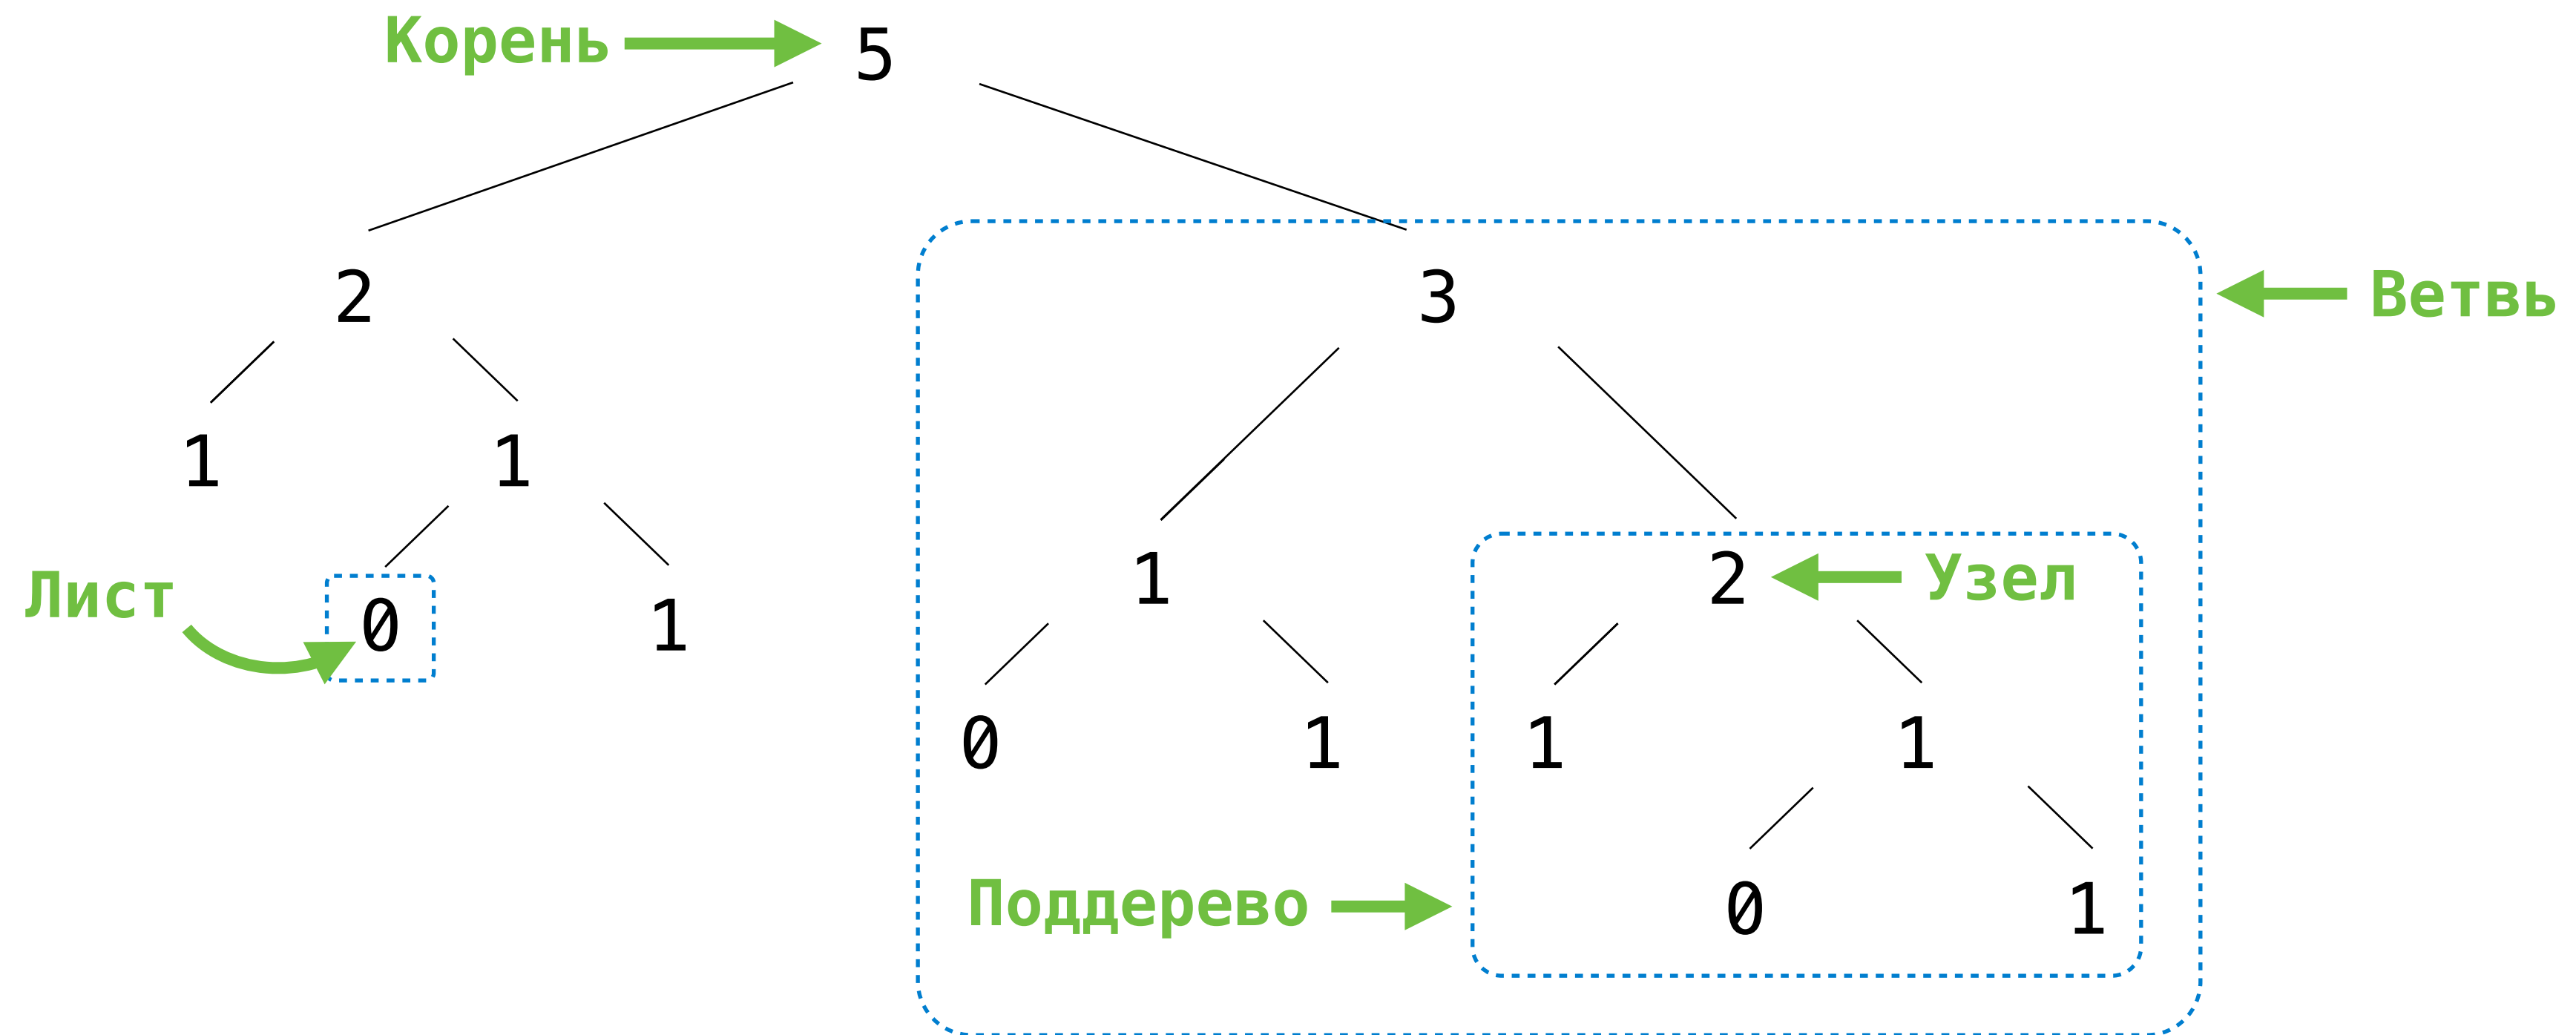 Корень 5
2 3 Ветвь
1 1
1 2 Узел
Лист 0 1
0 1 1 1
Поддерево 0 1